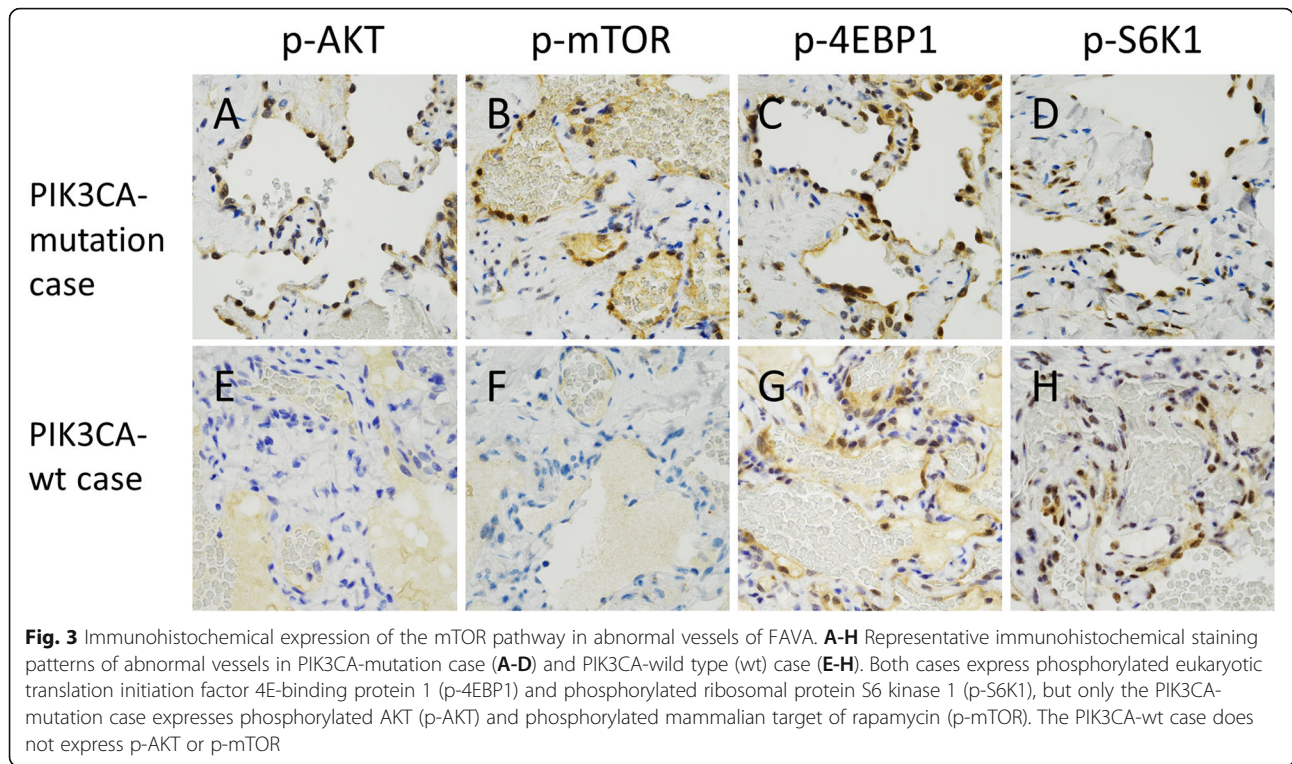 p-AKT p-mTOR p-4EBP1 p-S6K1
PIK3CA-
mutation
case
A B C D
PIK3CA-
wt case
E F G H
Fig. 3 Immunohistochemical expression of the mTOR pathway in abnormal vessels of FAVA. A-H Representative immunohistochemical staining
patterns of abnormal vessels in PIK3CA-mutation case (A-D) and PIK3CA-wild type (wt) case (E-H). Both cases express phosphorylated eukaryotic
translation initiation factor 4E-binding protein 1 (p-4EBP1) and phosphorylated ribosomal protein S6 kinase 1 (p-S6K1), but only the PIK3CA-
mutation case expresses phosphorylated AKT (p-AKT) and phosphorylated mammalian target of rapamycin (p-mTOR). The PIK3CA-wt case does
not express p-AKT or p-mTOR